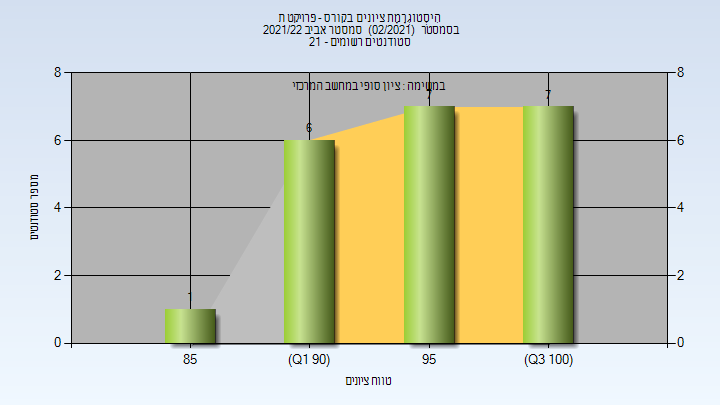 היסטוגרמת ציונים בקורס - פרויקט ת
בסמסטר (02/2021) סמסטר אביב 2021/22
סטודנטים רשומים - 21
במשימה : ציון סופי במחשב המרכזי
8
6
4
2
0
8
6
4
2
0
1
6
7
7
מספר סטודנטים
85
(Q1 90)
95
(Q3 100)
טווח ציונים